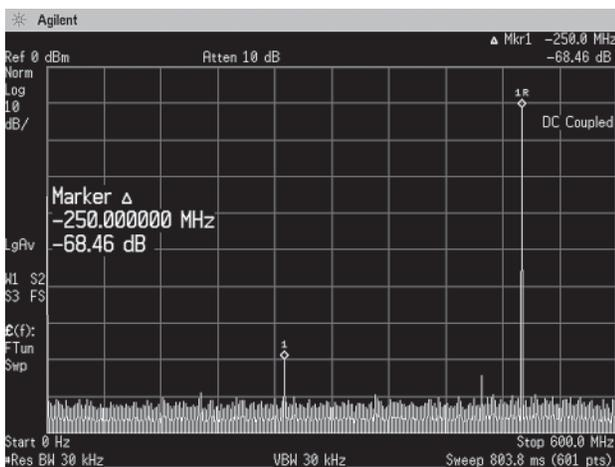 Agilent
Δ Mkr1 -250.0 MHz
Ref 0 dBm Atten 10 dB -68.46 dB
Norm
Log
10
dB/
1R
DC Coupled
Marker Δ
-250.000000 MHz
-68.46 dB
LgAv
W1 S2
S3 FS
£(f):
FTun
Swp
1
Start 0 Hz Stop 600.0 MHz
#Res BW 30 kHz VBW 30 kHz Sweep 803.8 ms (601 pts)